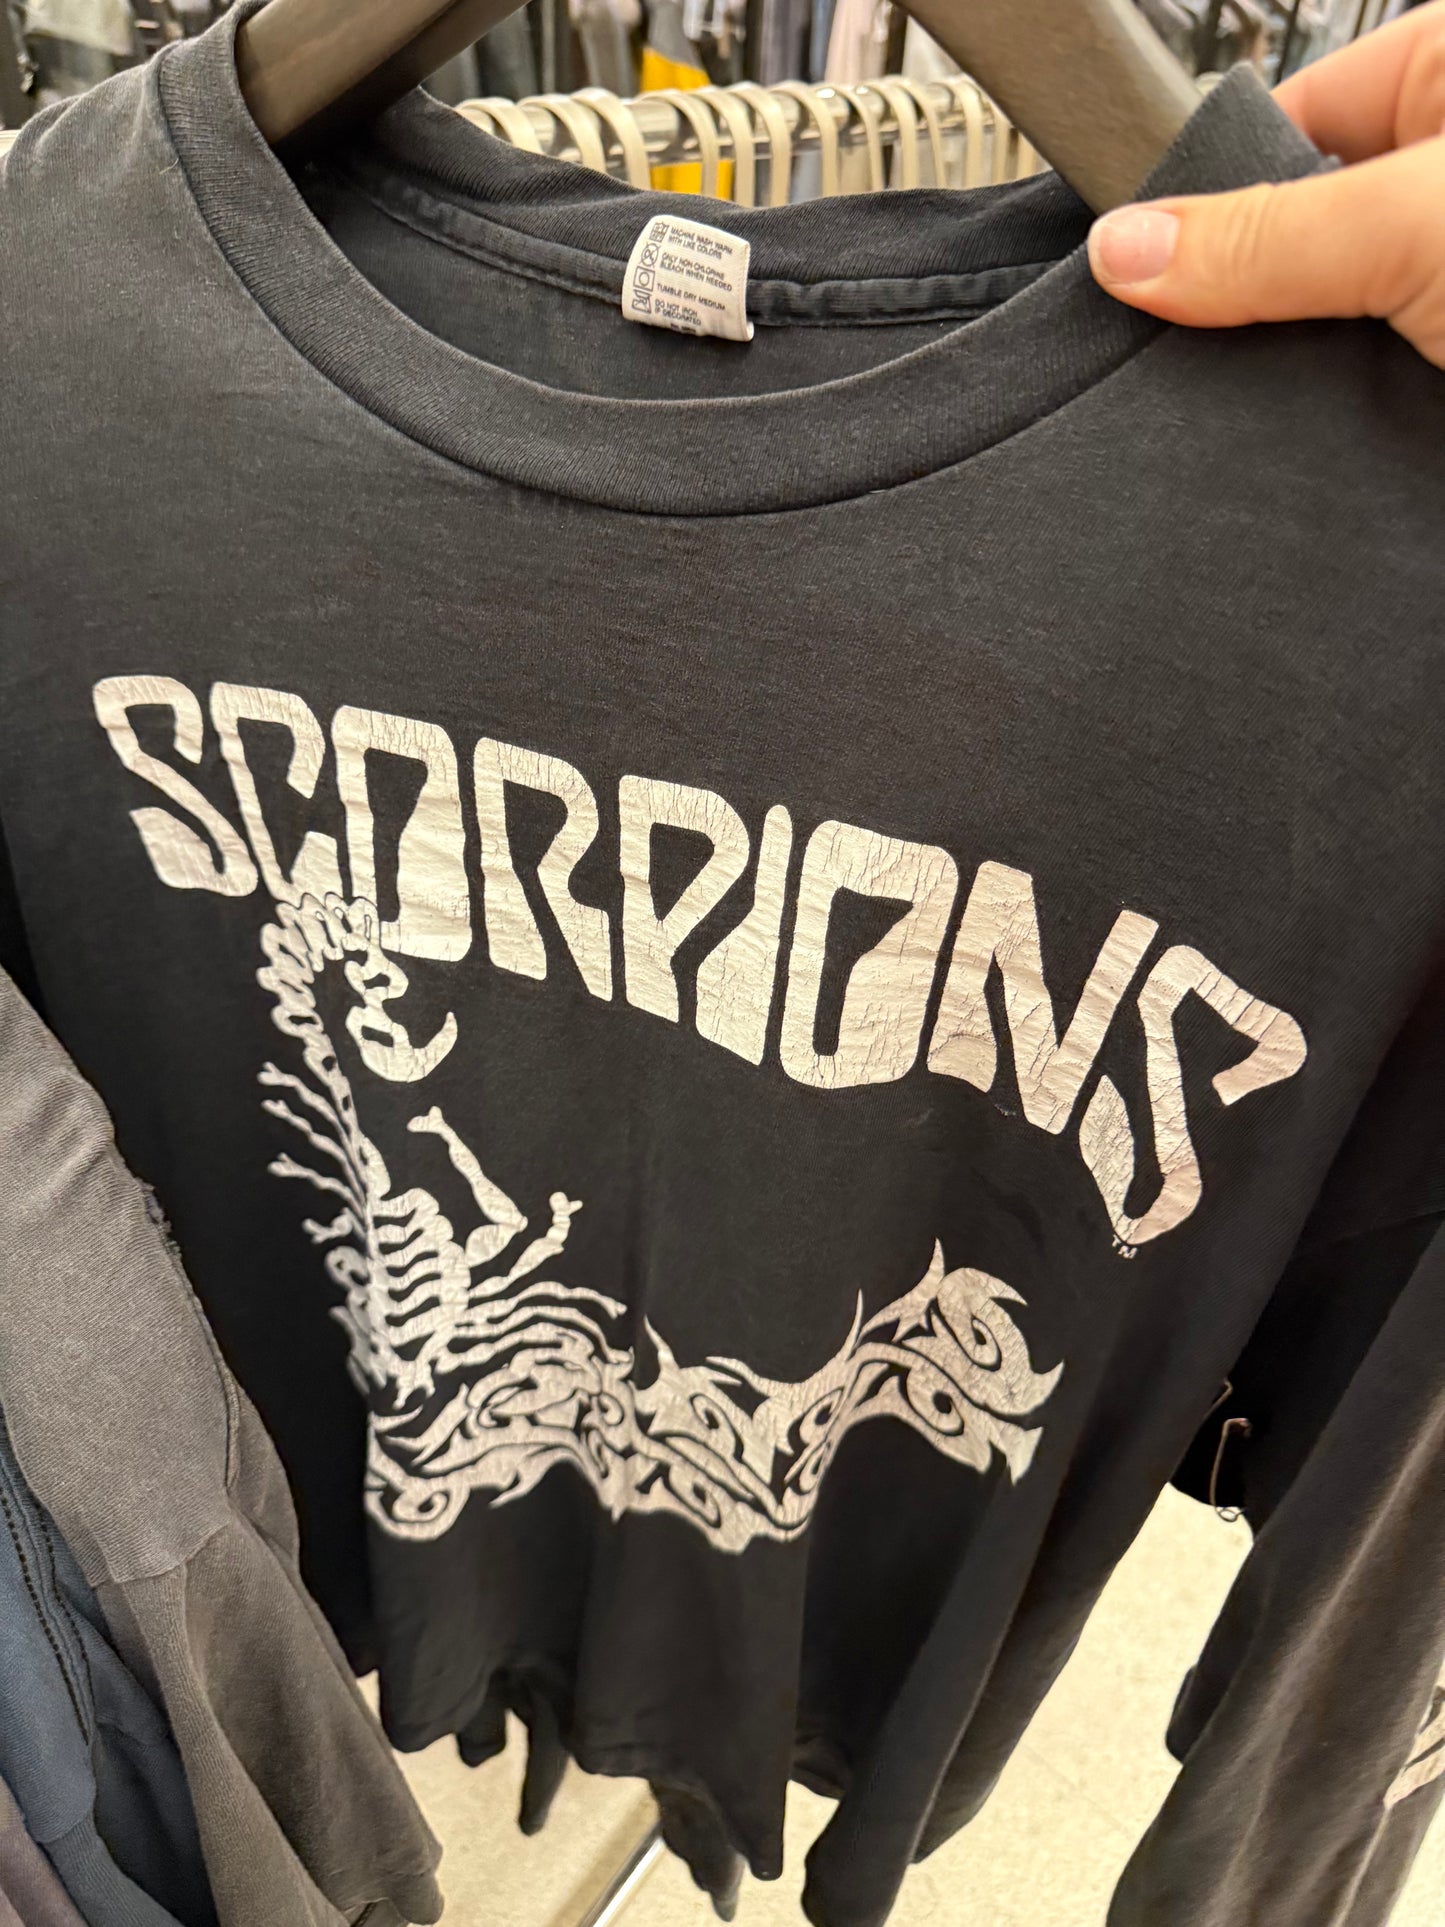 MACHINE WASH WARM
WITH LIKE COLORS
ONLY NON-CHLORINE
BLEACH WHEN NEEDED
TUMBLE DRY MEDIUM
DO NOT IRON
IF DECORATED
SCORPIONS
TM